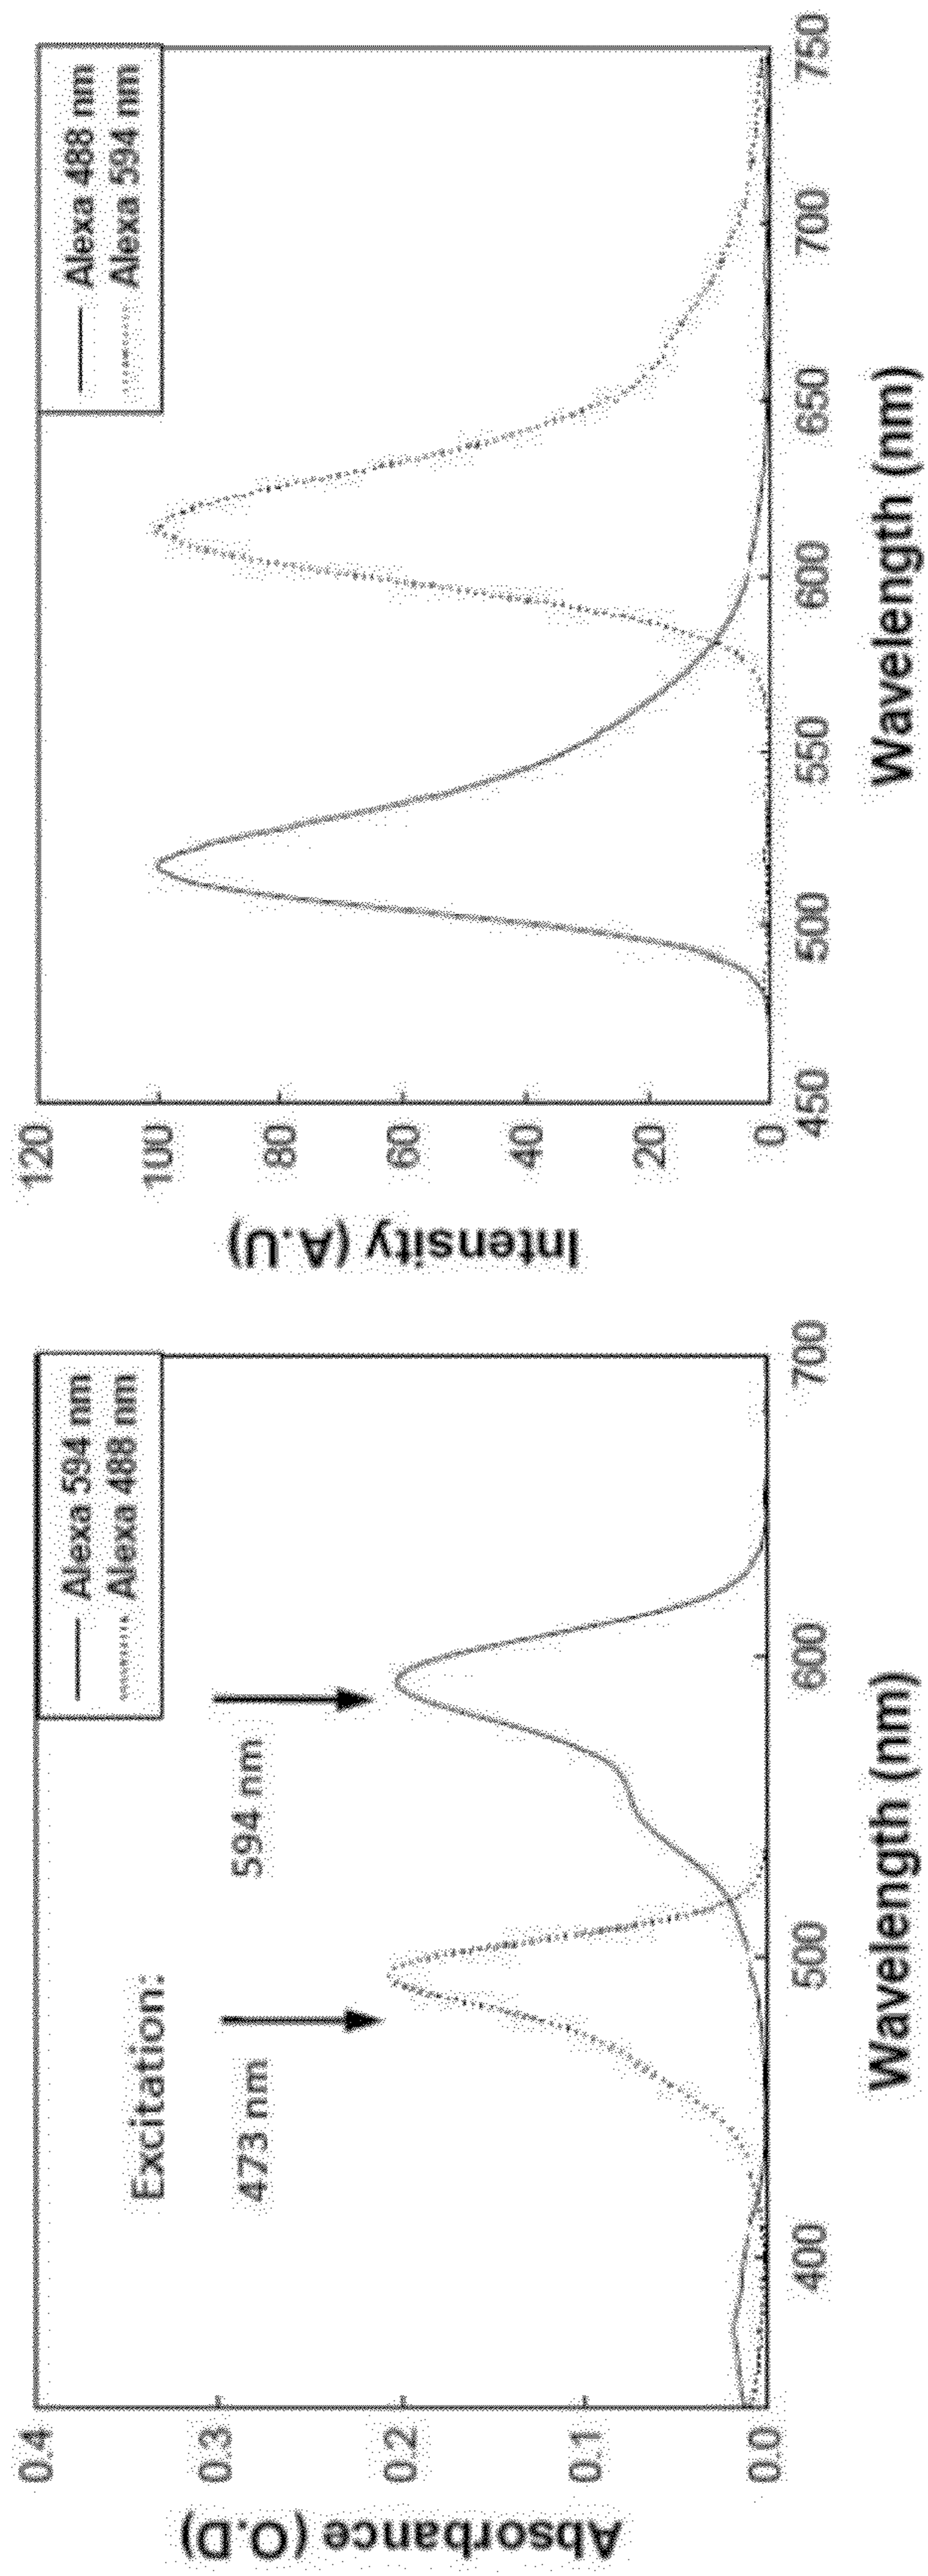 Absorbance (O.D)
0.4
0.3
0.2
0.1
0.0
Excitation:
473 nm
594 nm
Alexa 594 nm
Alexa 488 nm
400
500
600
700
Wavelength (nm)
Intensity (A.U)
120
100
80
60
40
20
0
Alexa 488 nm
Alexa 594 nm
450
500
550
600
650
700
750
Wavelength (nm)